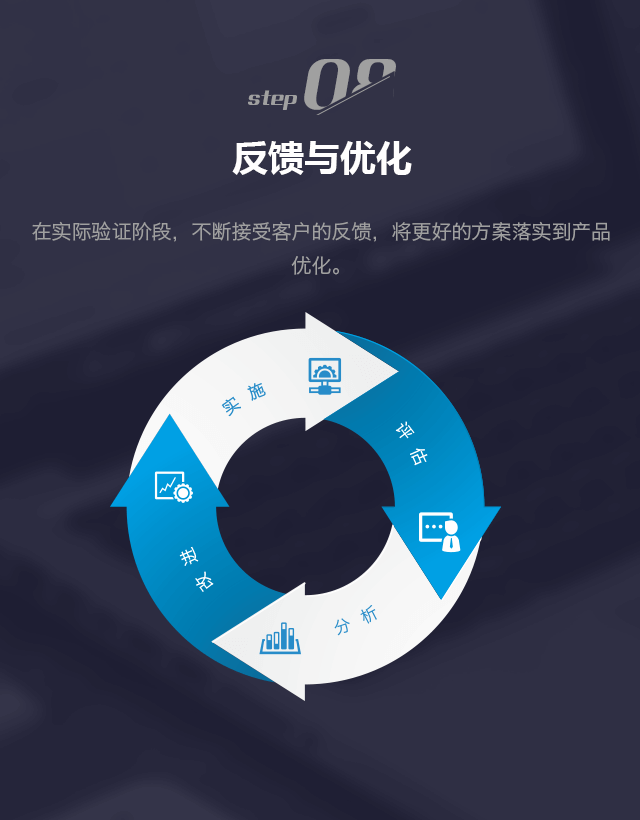 step 08
反馈与优化
在实际验证阶段，不断接受客户的反馈，将更好的方案落实到产品
优化。
实施
评估
分析
改进